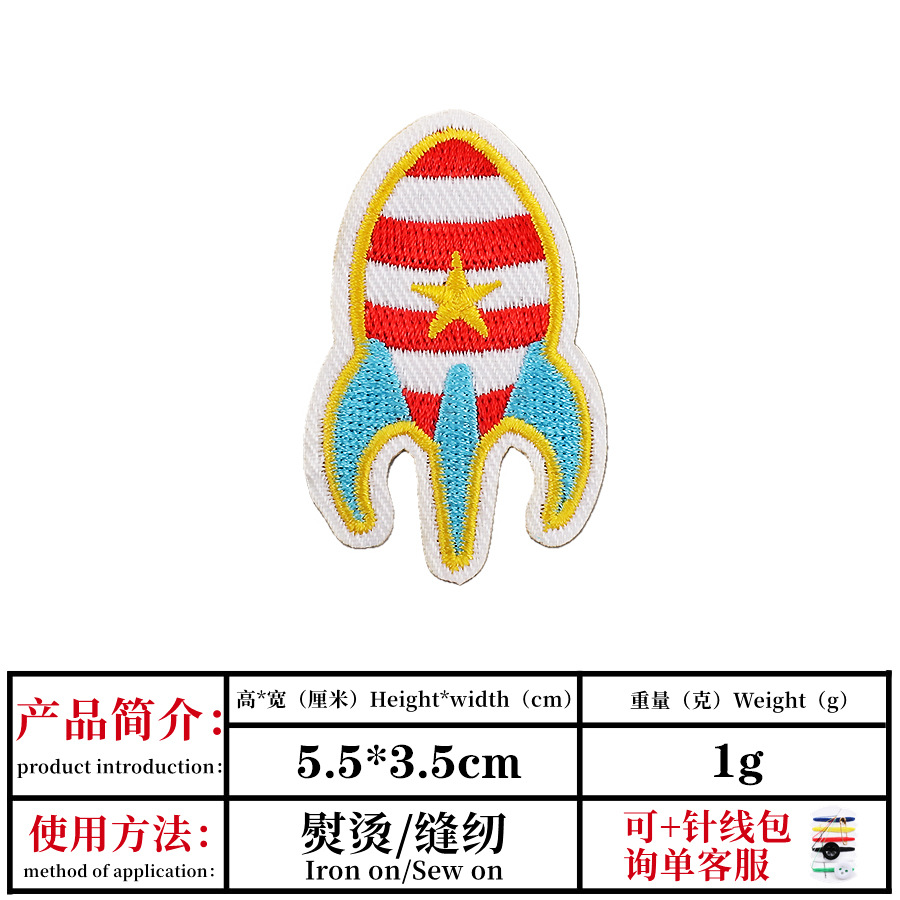 产品简介：
product introduction：
高*宽（厘米）Height*width（cm）
重量（克）Weight（g）
5.5*3.5cm
1g
使用方法：
method of application：
熨烫/缝纫
Iron on/Sew on
可+针线包
询单客服